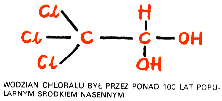 Cl H
Cl C C OH
Cl OH
WODZIAN CHLORALU BYŁ PRZEZ PONAD 100 LAT POPU-
LARNYM ŚRODKIEM NASENNYM